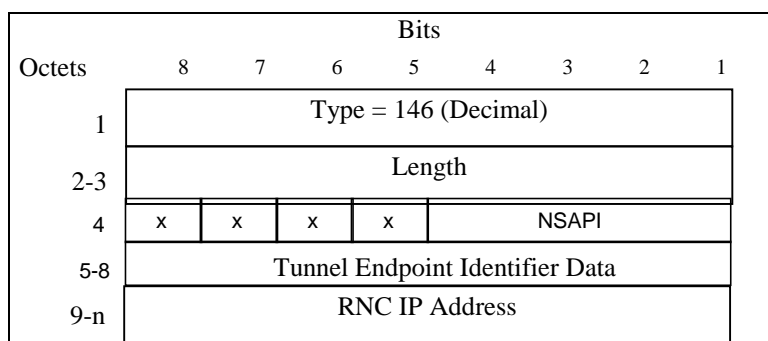 Bits
Octets 8 7 6 5 4 3 2 1
1 Type = 146 (Decimal)
2-3 Length
4 x x x x NSAPI
5-8 Tunnel Endpoint Identifier Data
9-n RNC IP Address